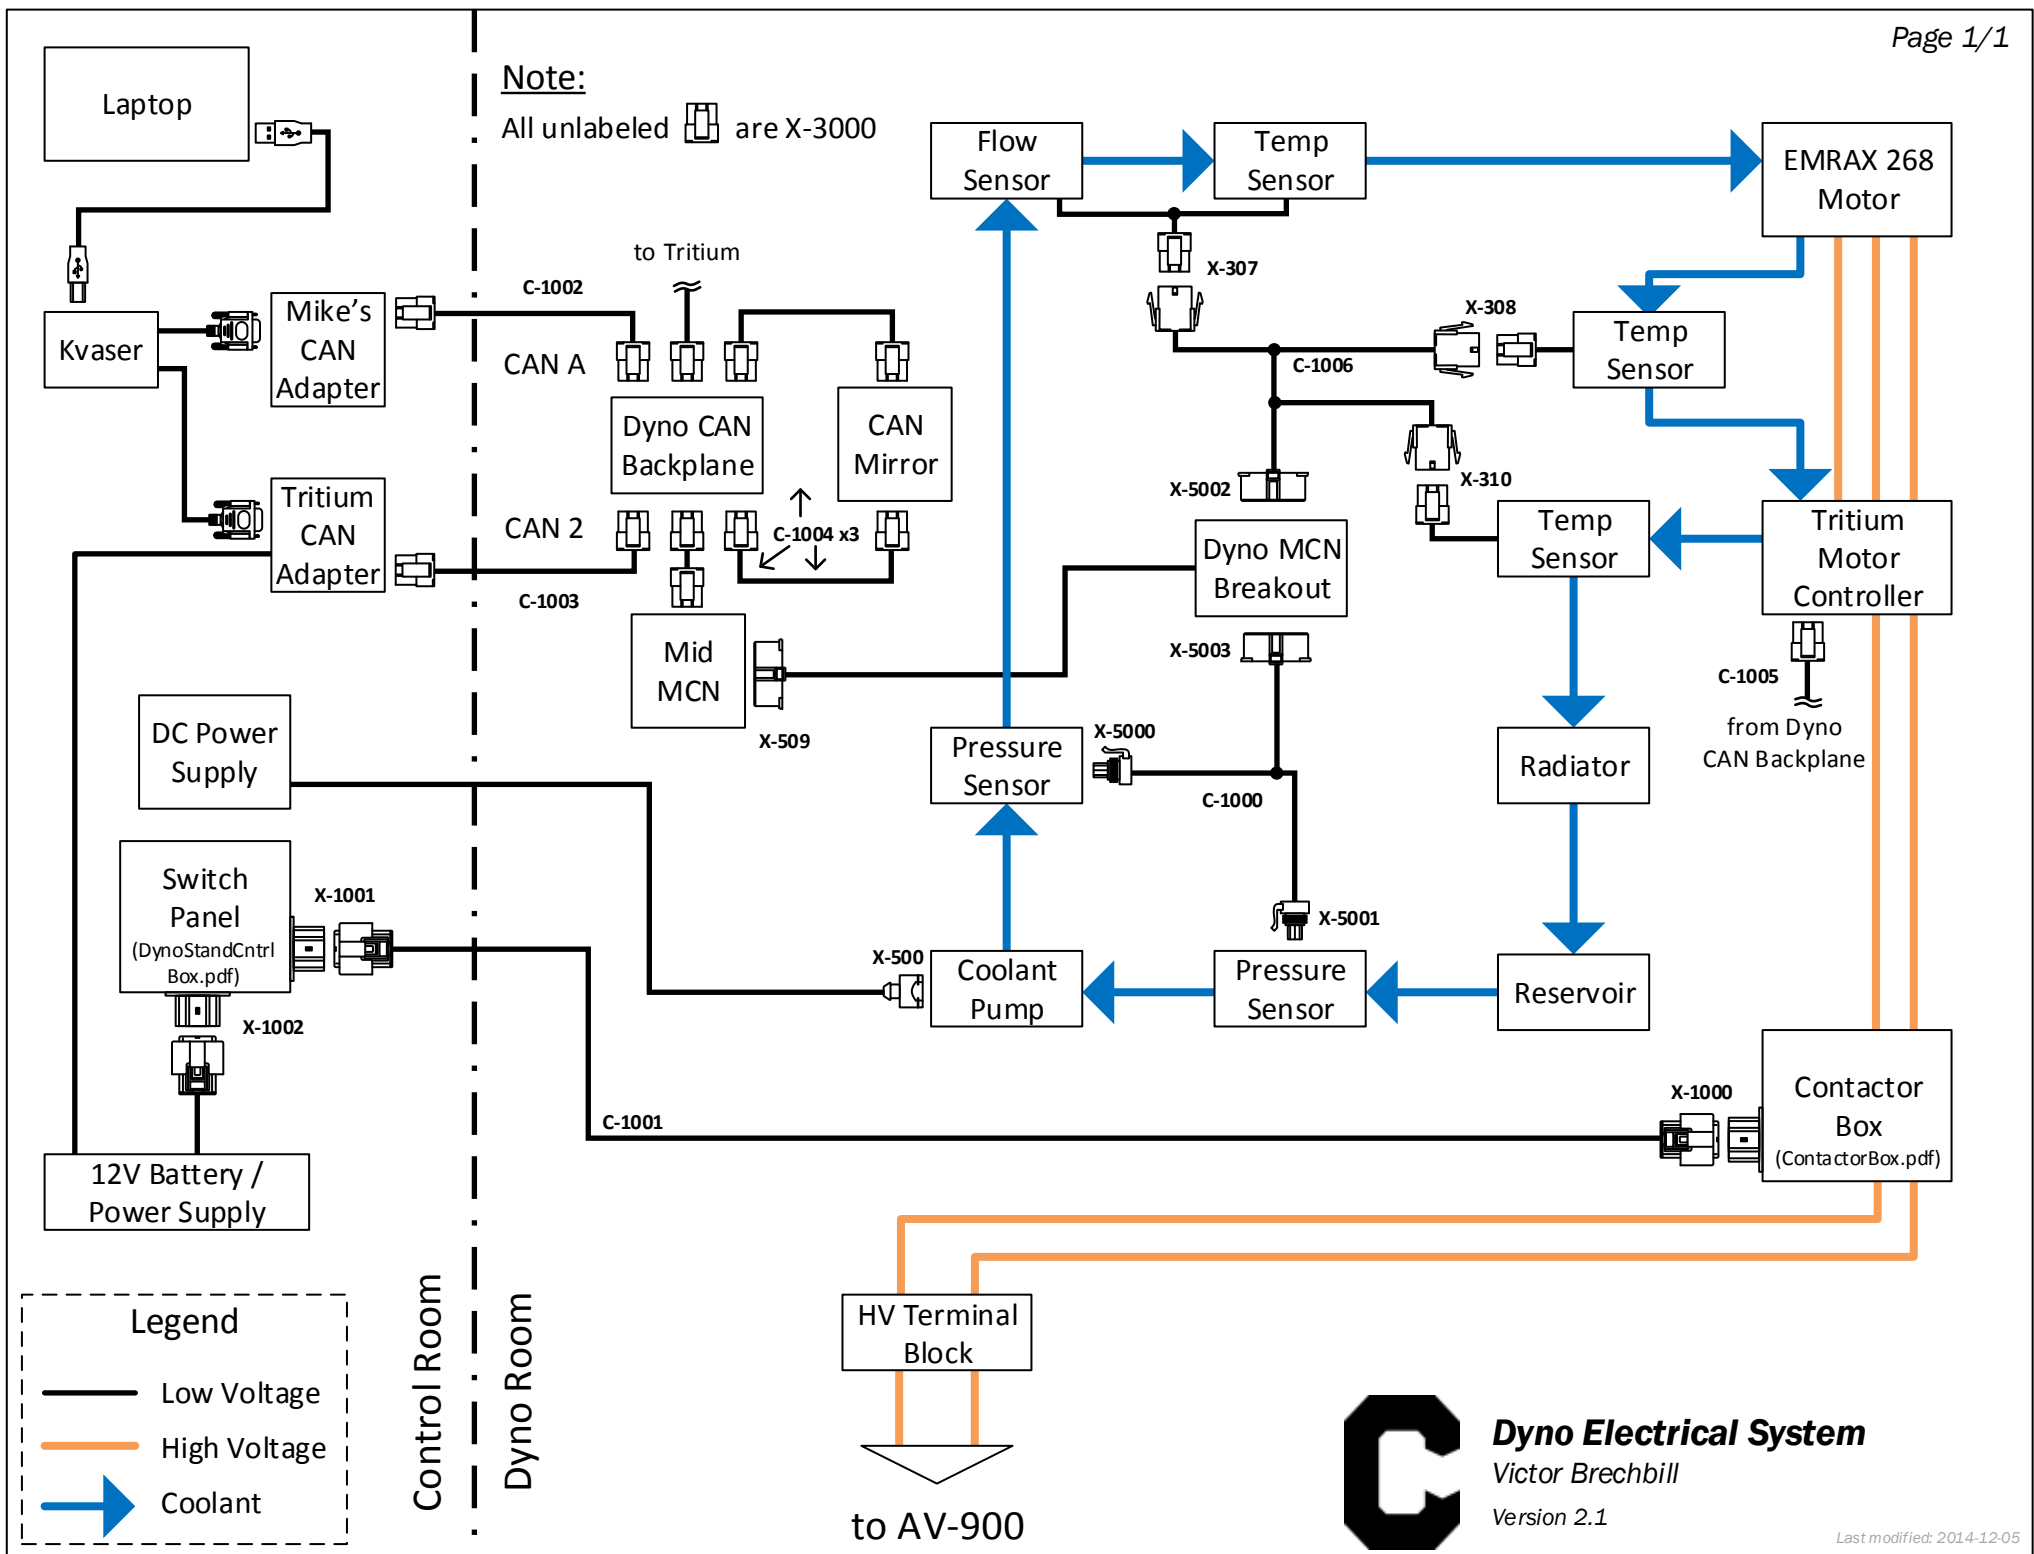 Page 1/1
Laptop
Note:
All unlabeled are X-3000
Flow
Sensor
Temp
Sensor
EMRAX 268
Motor
to Tritium
X-307
C-1002
Mike's
CAN
Adapter
Kvaser
X-308
Temp
Sensor
CAN A
C-1006
Dyno CAN
Backplane
CAN
Mirror
X-5002
X-310
Tritium
CAN
Adapter
CAN 2
C-1004 x3
Temp
Sensor
Tritium
Motor
Controller
Dyno MCN
Breakout
C-1003
Mid
MCN
X-5003
C-1005
from Dyno
CAN Backplane
X-509
DC Power
Supply
Pressure
Sensor
X-5000
C-1000
Radiator
Switch
Panel
(DynoStandCntrl
Box.pdf)
X-1001
X-1002
X-500
Coolant
Pump
X-5001
Pressure
Sensor
Reservoir
C-1001
X-1000
Contactor
Box
(ContactorBox.pdf)
12V Battery /
Power Supply
Legend
Low Voltage
High Voltage
Coolant
Control Room
Dyno Room
HV Terminal
Block
to AV-900
Dyno Electrical System
Victor Brechbill
Version 2.1
Last modified: 2014-12-05